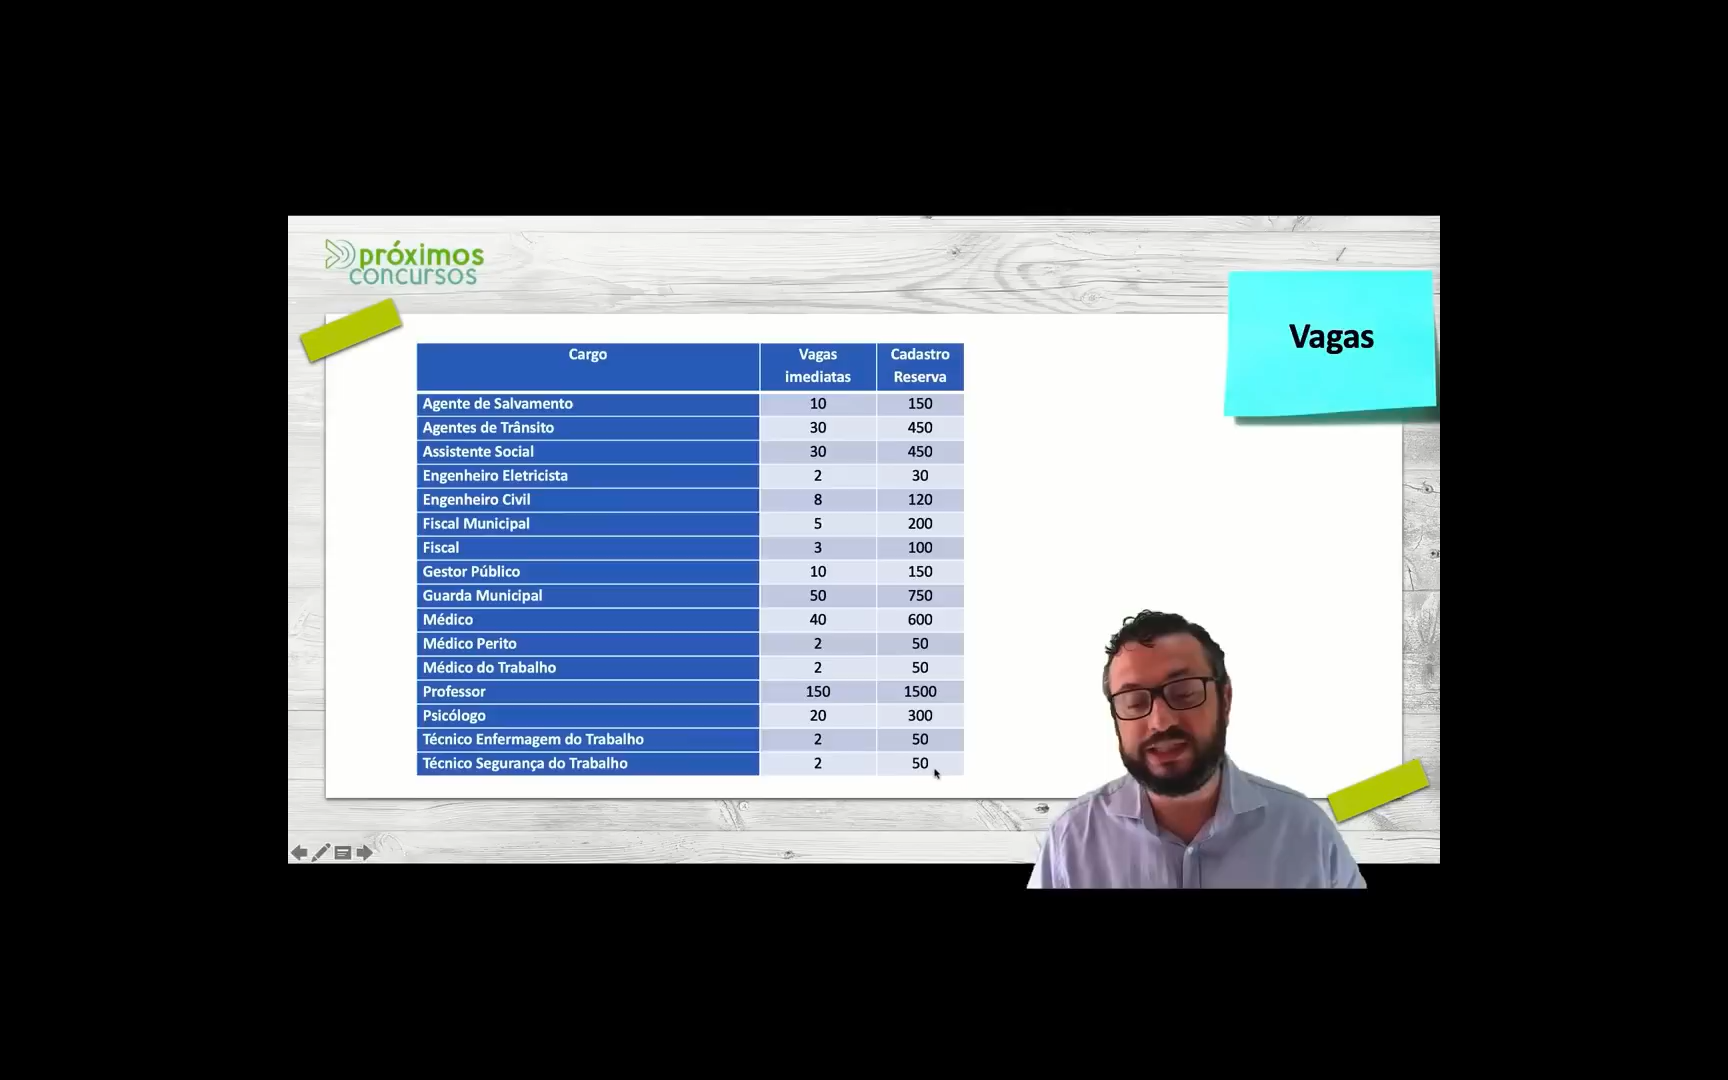 próximos
concursos
Vagas
Cargo Vagas imediatas Cadastro Reserva
Agente de Salvamento 10 150
Agentes de Trânsito 30 450
Assistente Social 30 450
Engenheiro Eletricista 2 30
Engenheiro Civil 8 120
Fiscal Municipal 5 200
Fiscal 3 100
Gestor Público 10 150
Guarda Municipal 50 750
Médico 40 600
Médico Perito 2 50
Médico do Trabalho 2 50
Professor 150 1500
Psicólogo 20 300
Técnico Enfermagem do Trabalho 2 50
Técnico Segurança do Trabalho 2 50